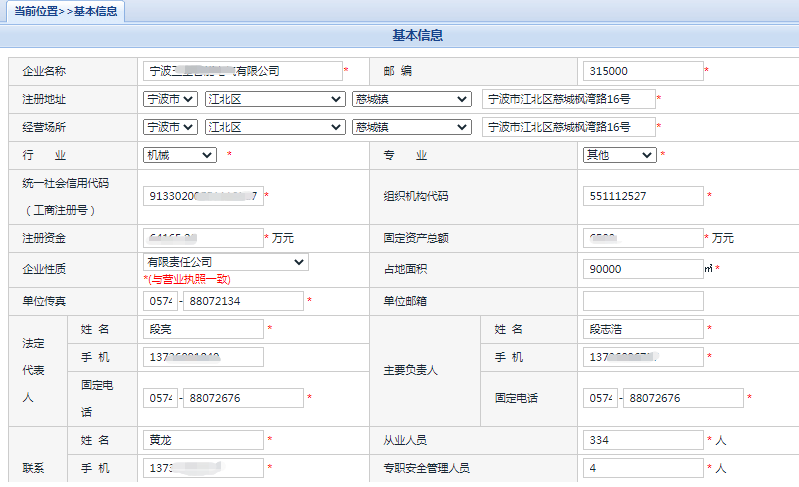 当前位置>>基本信息
基本信息
企业名称 宁波 有限公司 * 邮 编 315000 *
注册地址 宁波市 江北区 慈城镇 宁波市江北区慈城枫湾路16号 *
经营场所 宁波市 江北区 慈城镇 宁波市江北区慈城枫湾路16号 *
行 业 机械 * 专 业 其他 *
统一社会信用代码
(工商注册号) 913302 7 * 组织机构代码 551112527 *
注册资金 * 万元 固定资产总额 * 万元
企业性质 有限责任公司 占地面积 90000 ㎡ *
*(与营业执照一致)
单位传真 0574 - 88072134 * 单位邮箱
法定
代表
人
姓 名 段亮 * 主要负责人 姓 名 段志浩 *
手 机 手 机 *
固定电
话 0574 - 88072676 * 固定电话 0574 - 88072676 *
联系
姓 名 黄龙 * 从业人员 334 * 人
手 机 * 专职安全管理人员 4 * 人